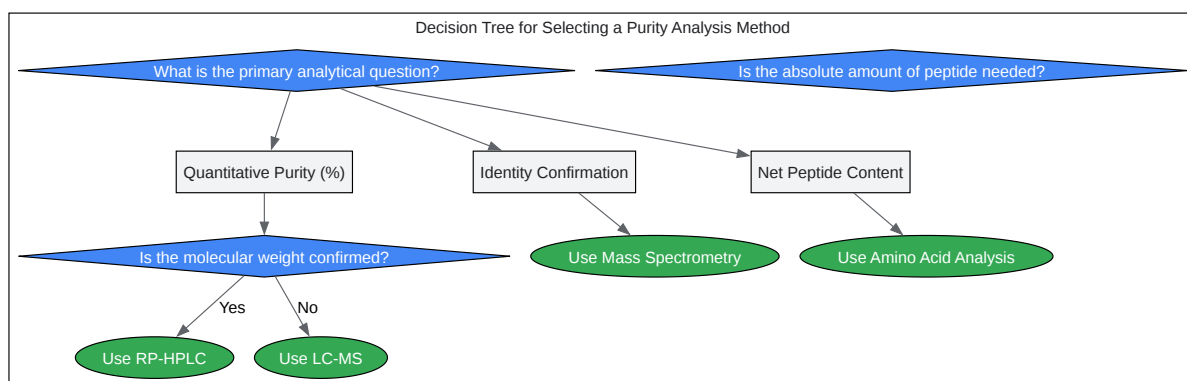 Decision Tree for Selecting a Purity Analysis Method
What is the primary analytical question?
Is the absolute amount of peptide needed?
Quantitative Purity (%)
Identity Confirmation
Net Peptide Content
Is the molecular weight confirmed?
Use Mass Spectrometry
Use Amino Acid Analysis
Yes
No
Use RP-HPLC
Use LC-MS